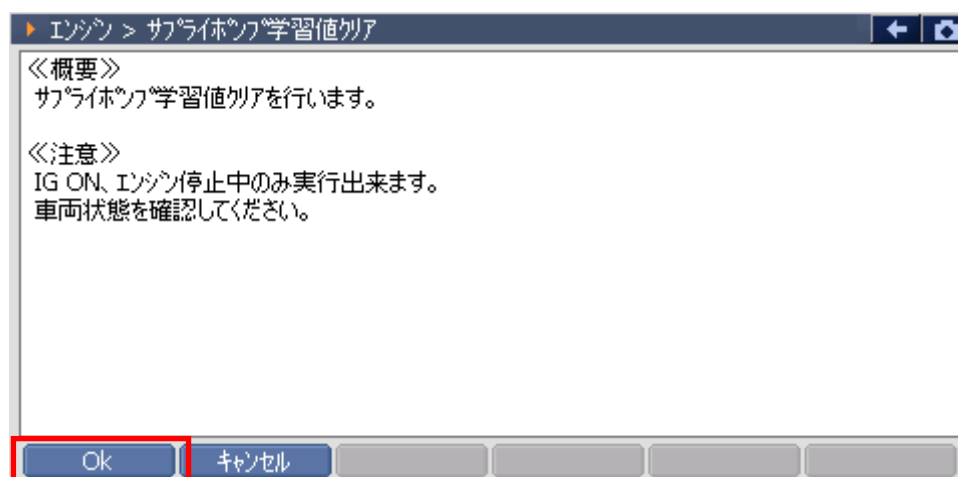 エンジン > サプライポンプ学習値クリア
≪概要≫
サプライポンプ学習値クリアを行います。
≪注意≫
IG ON、エンジン停止中のみ実行出来ます。
車両状態を確認してください。
Ok キャンセル